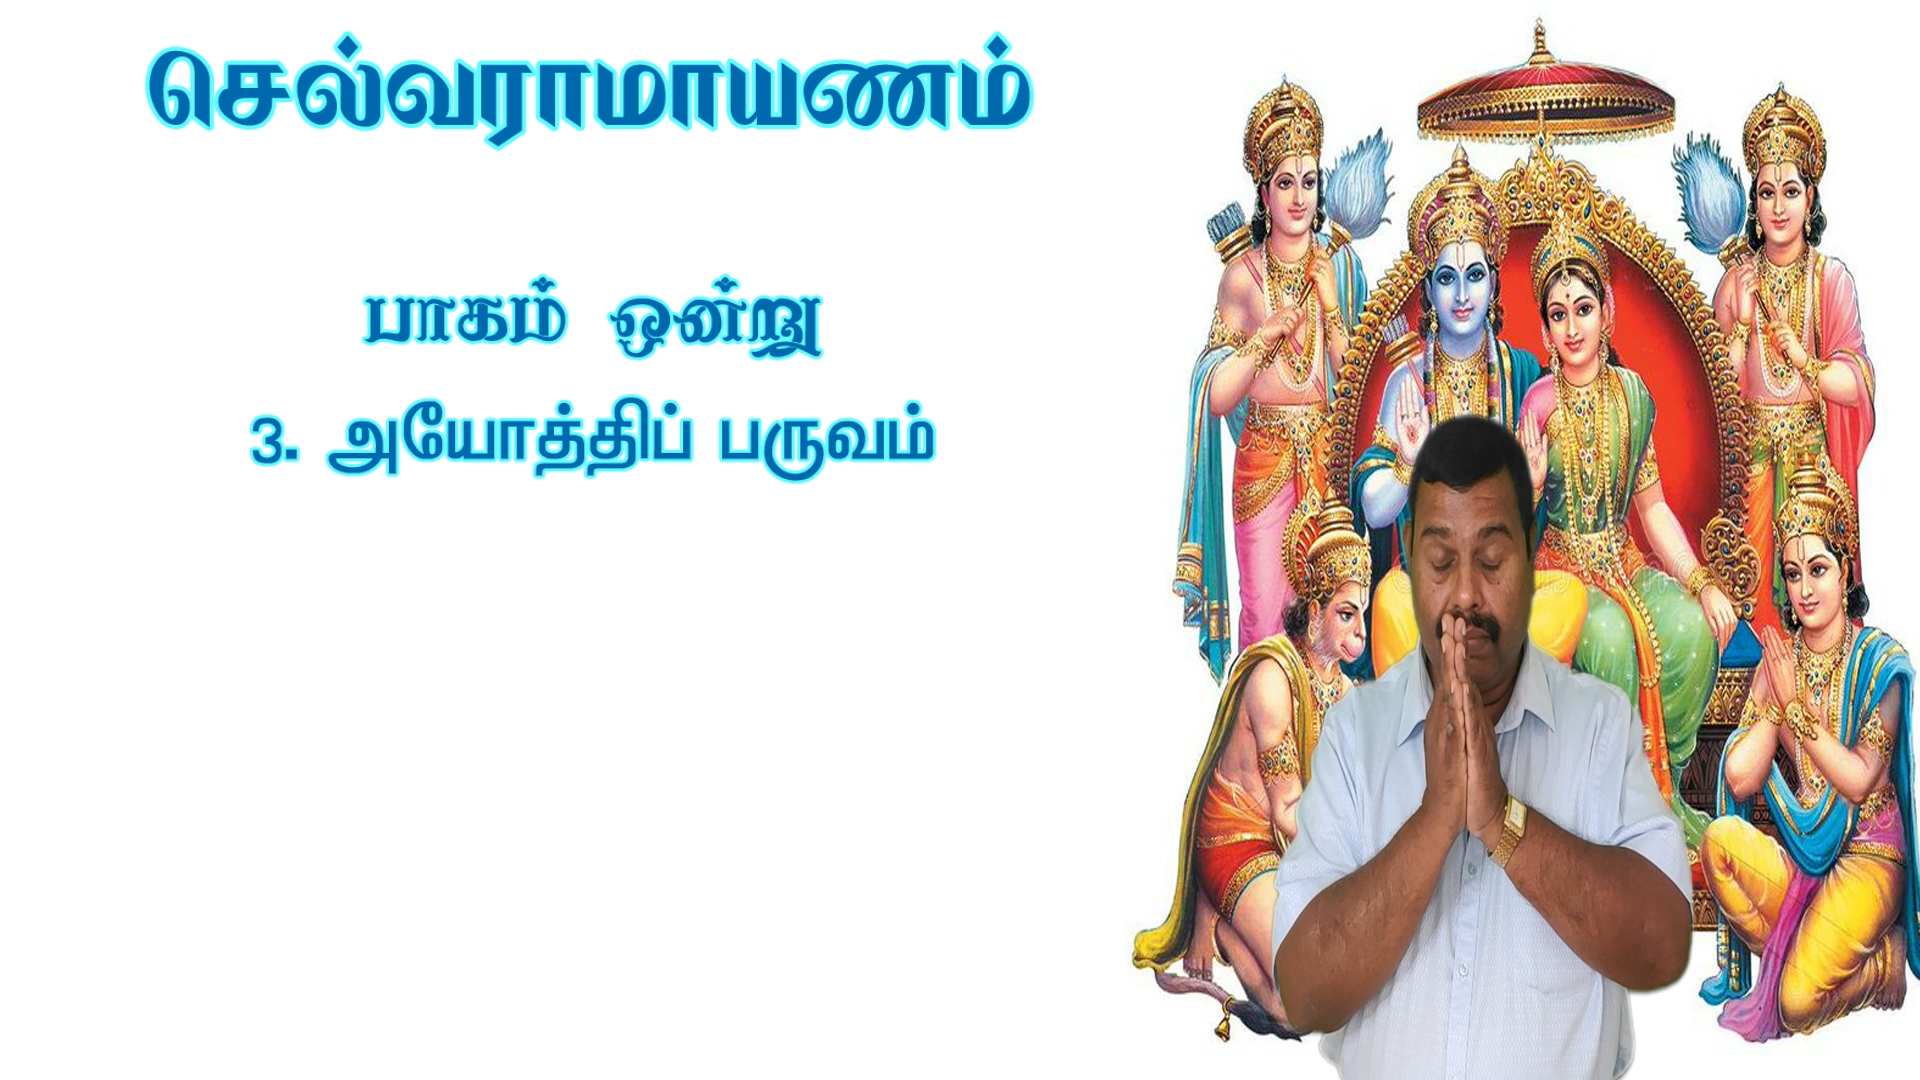 செல்வராமாயணம்
பாகம் ஒன்று
3. அயோத்திப் பருவம்